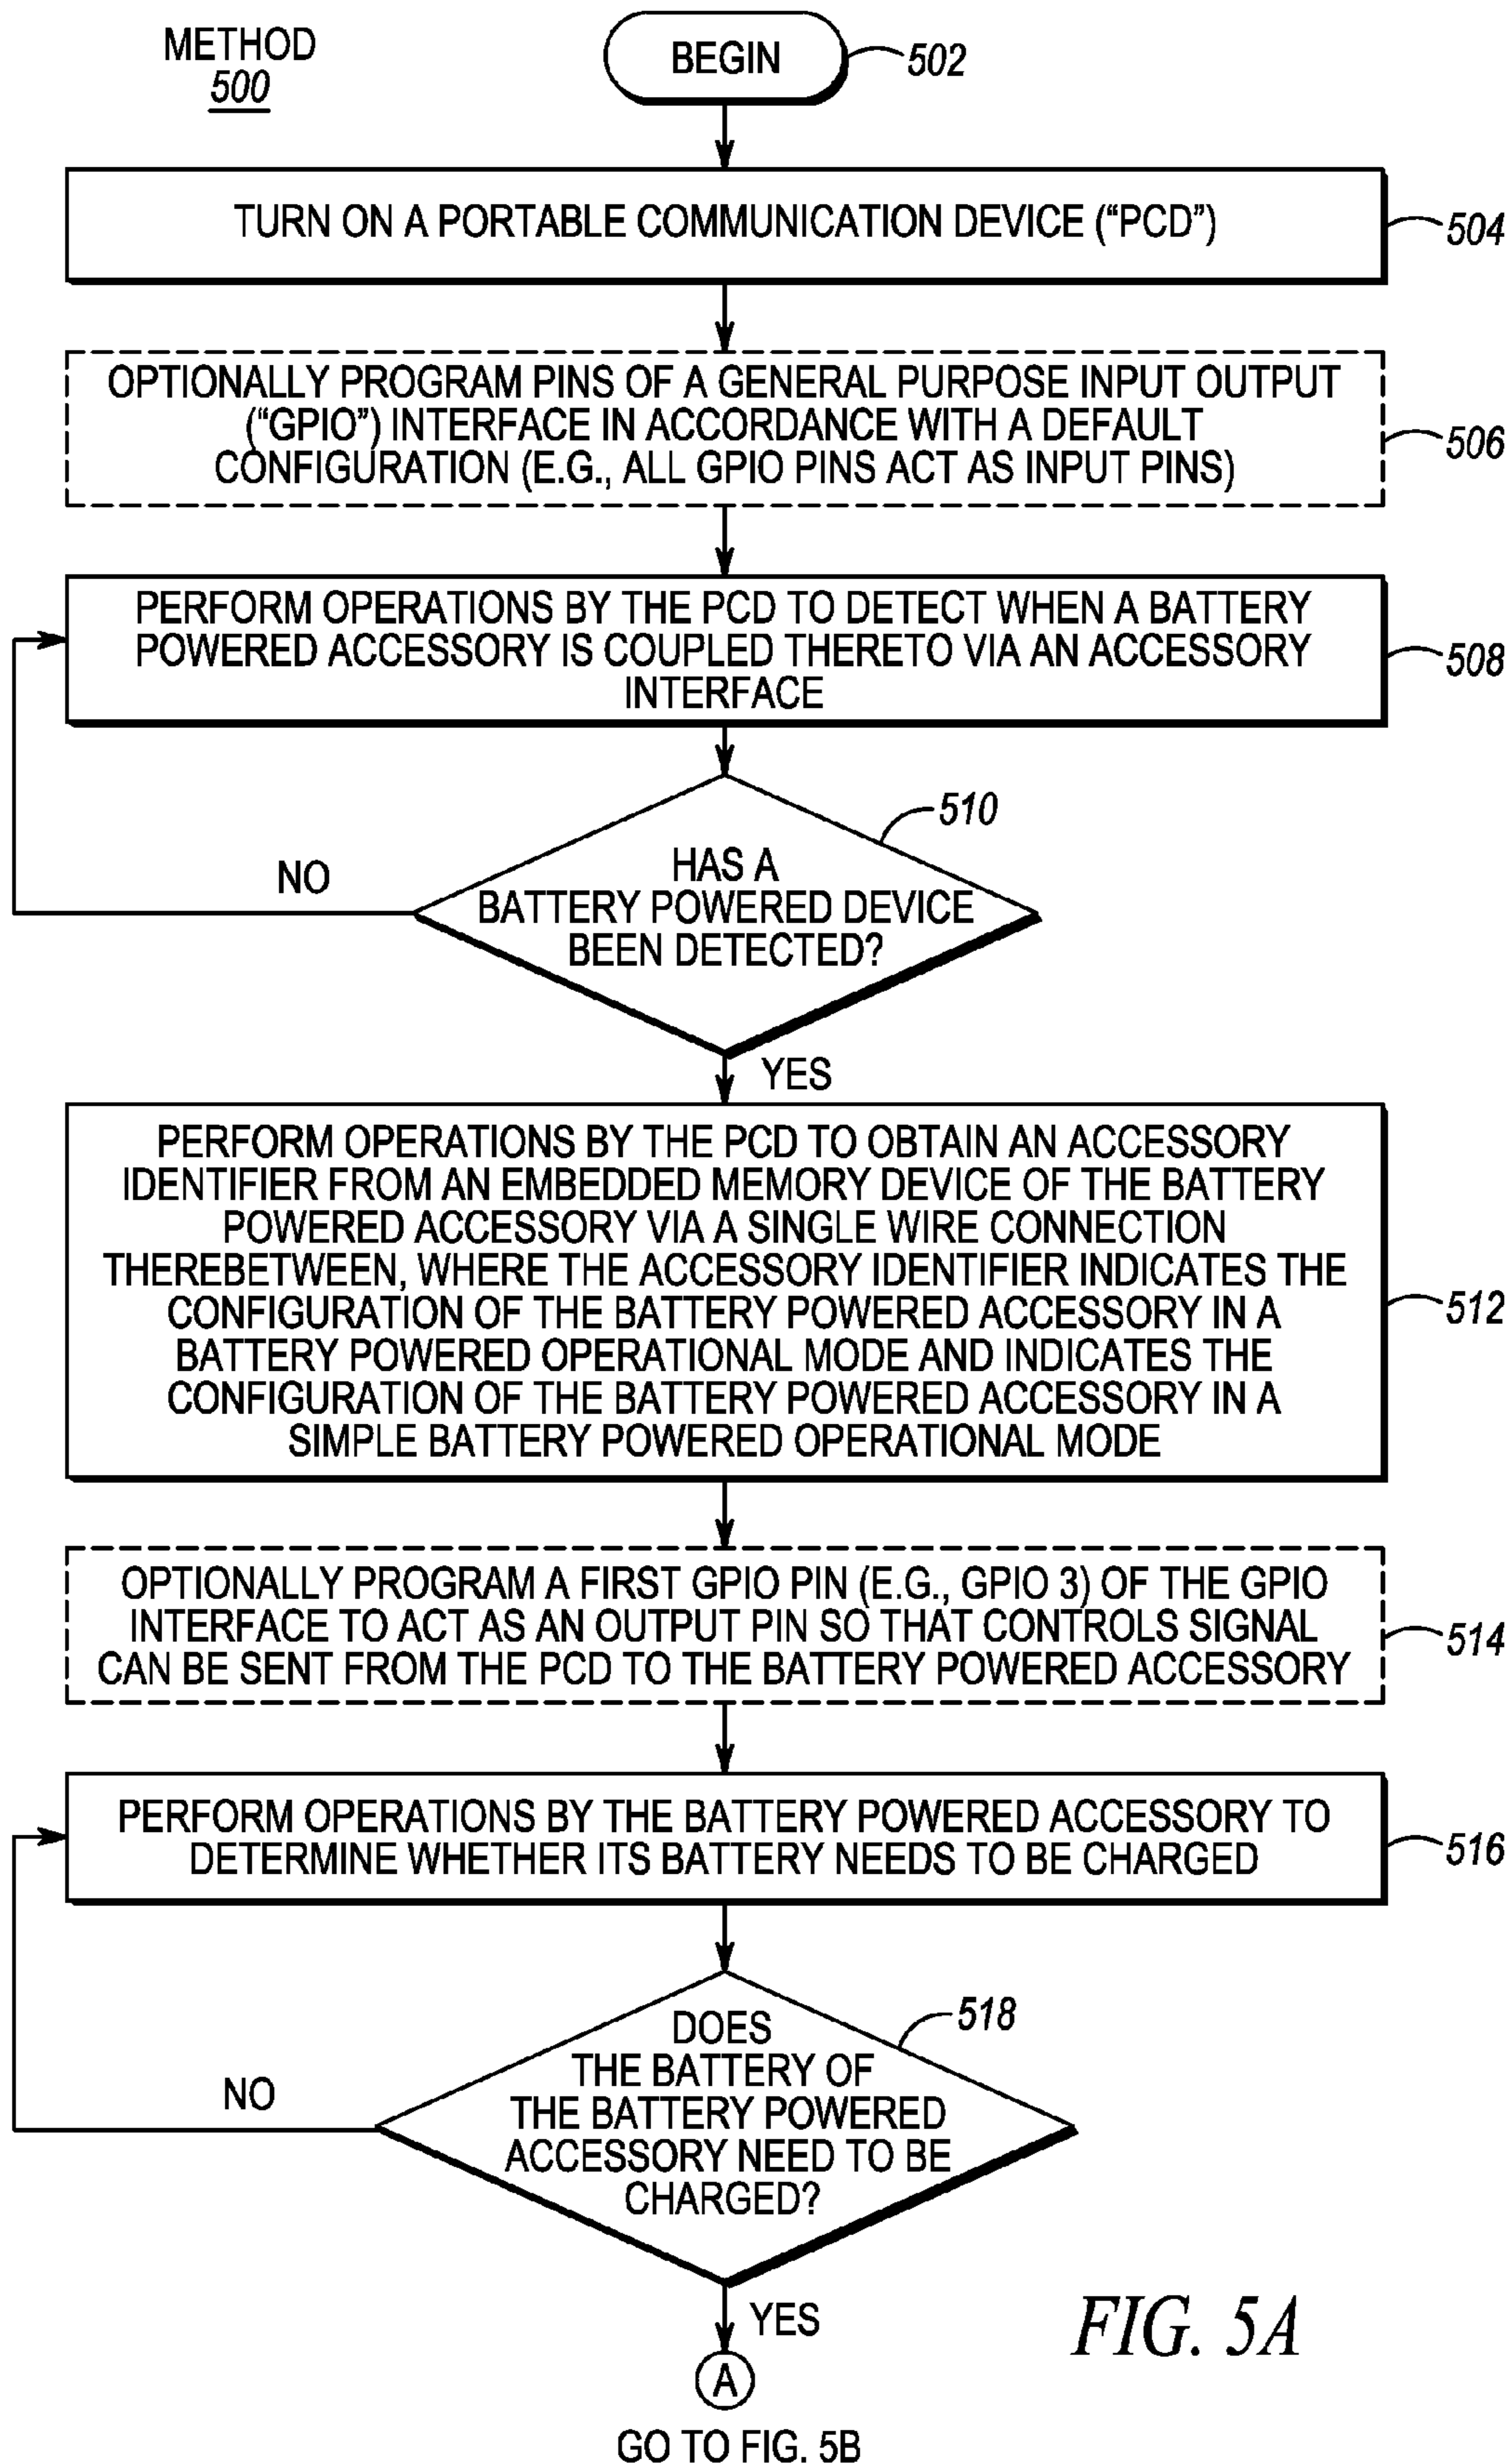 METHOD
500
BEGIN
502
TURN ON A PORTABLE COMMUNICATION DEVICE (“PCD”)
504
OPTIONALLY PROGRAM PINS OF A GENERAL PURPOSE INPUT OUTPUT
(“GPIO”) INTERFACE IN ACCORDANCE WITH A DEFAULT
CONFIGURATION (E.G., ALL GPIO PINS ACT AS INPUT PINS)
506
PERFORM OPERATIONS BY THE PCD TO DETECT WHEN A BATTERY
POWERED ACCESSORY IS COUPLED THERETO VIA AN ACCESSORY
INTERFACE
508
510
HAS A
BATTERY POWERED DEVICE
BEEN DETECTED?
NO
YES
PERFORM OPERATIONS BY THE PCD TO OBTAIN AN ACCESSORY
IDENTIFIER FROM AN EMBEDDED MEMORY DEVICE OF THE BATTERY
POWERED ACCESSORY VIA A SINGLE WIRE CONNECTION
THEREBETWEEN, WHERE THE ACCESSORY IDENTIFIER INDICATES THE
CONFIGURATION OF THE BATTERY POWERED ACCESSORY IN A
BATTERY POWERED OPERATIONAL MODE AND INDICATES THE
CONFIGURATION OF THE BATTERY POWERED ACCESSORY IN A
SIMPLE BATTERY POWERED OPERATIONAL MODE
512
OPTIONALLY PROGRAM A FIRST GPIO PIN (E.G., GPIO 3) OF THE GPIO
INTERFACE TO ACT AS AN OUTPUT PIN SO THAT CONTROLS SIGNAL
CAN BE SENT FROM THE PCD TO THE BATTERY POWERED ACCESSORY
514
PERFORM OPERATIONS BY THE BATTERY POWERED ACCESSORY TO
DETERMINE WHETHER ITS BATTERY NEEDS TO BE CHARGED
516
518
DOES
THE BATTERY OF
THE BATTERY POWERED
ACCESSORY NEED TO BE
CHARGED?
NO
YES
A
GO TO FIG. 5B
FIG. 5A